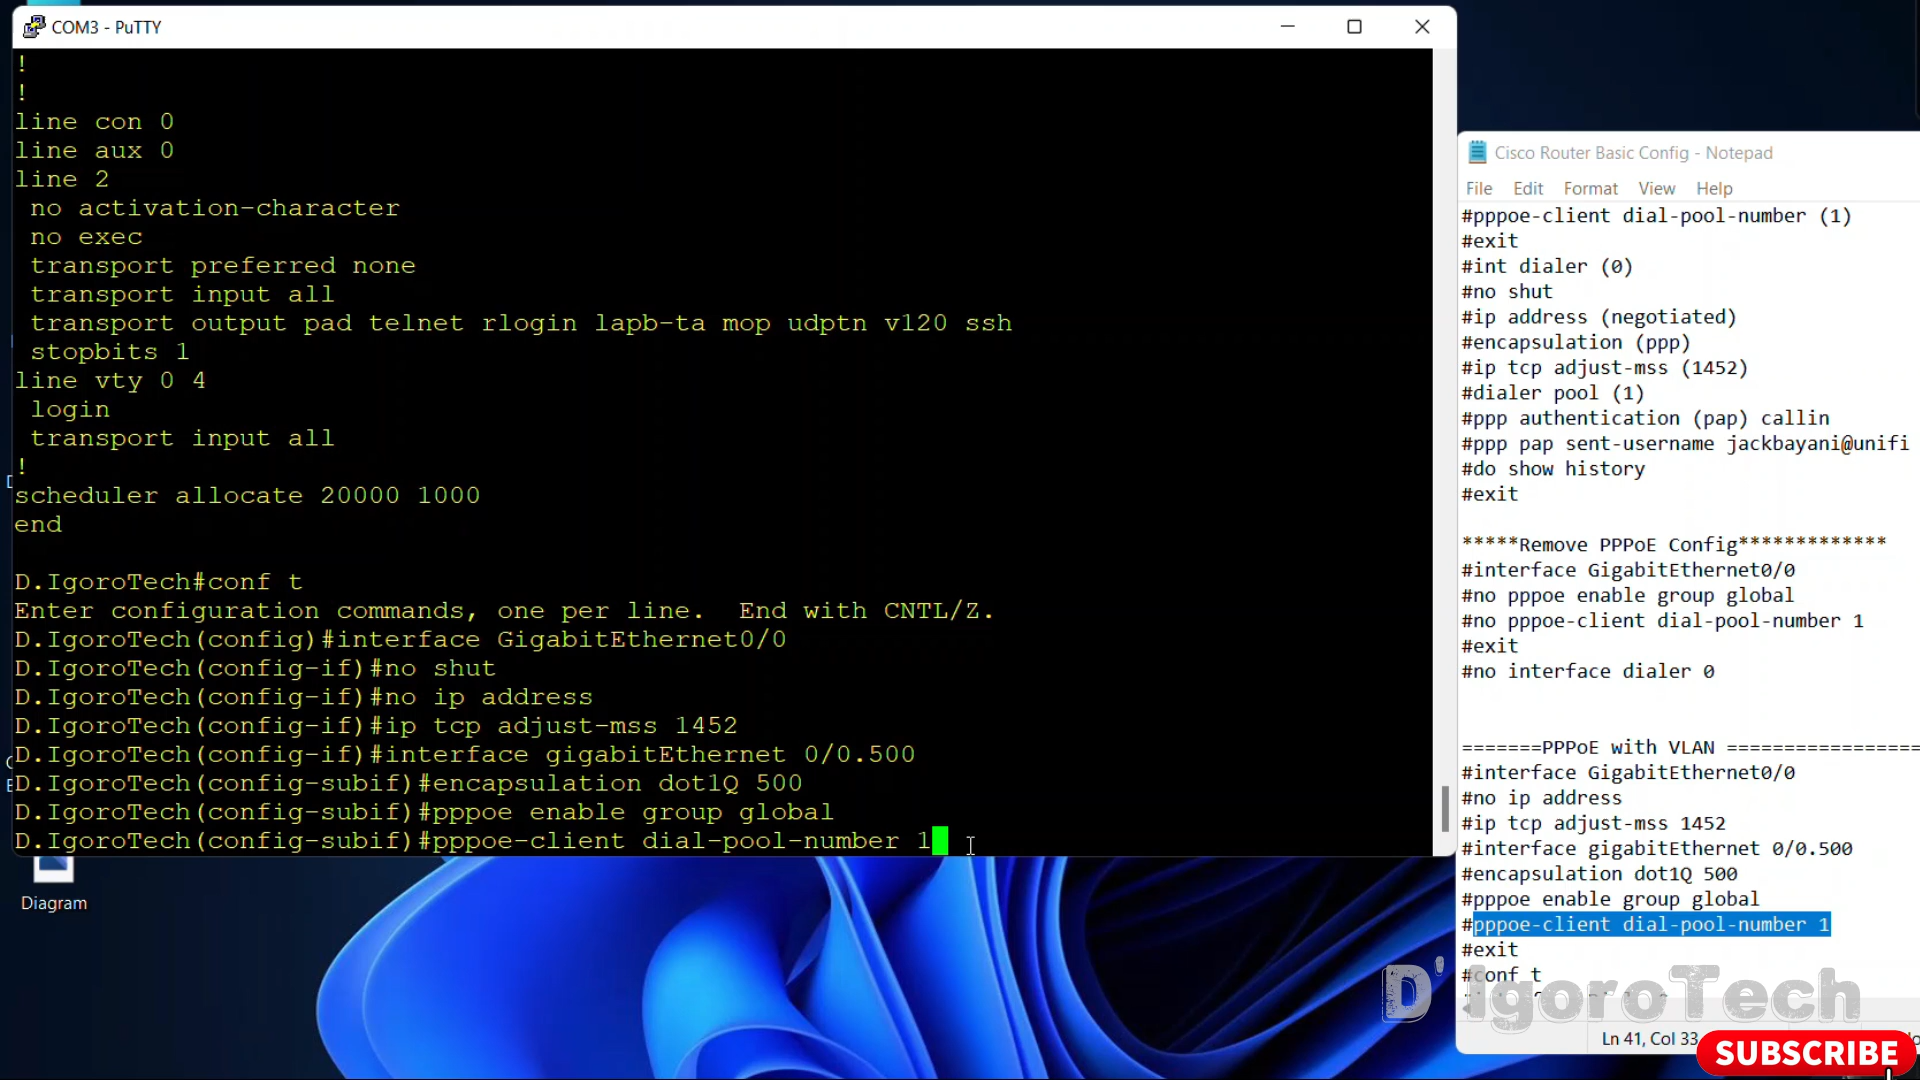 COM3 - PuTTY
!
!
line con 0
line aux 0
line 2
no activation-character
no exec
transport preferred none
transport input all
transport output pad telnet rlogin lapb-ta mop udptn v120 ssh
stopbits 1
line vty 0 4
login
transport input all
!
scheduler allocate 20000 1000
end
D.IgoroTech#conf t
Enter configuration commands, one per line.  End with CNTL/Z.
D.IgoroTech(config)#interface GigabitEthernet0/0
D.IgoroTech(config-if)#no shut
D.IgoroTech(config-if)#no ip address
D.IgoroTech(config-if)#ip tcp adjust-mss 1452
D.IgoroTech(config-if)#interface gigabitEthernet 0/0.500
D.IgoroTech(config-subif)#encapsulation dot1Q 500
D.IgoroTech(config-subif)#pppoe enable group global
D.IgoroTech(config-subif)#pppoe-client dial-pool-number 1
Diagram
Cisco Router Basic Config - Notepad
File Edit Format View Help
#pppoe-client dial-pool-number (1)
#exit
#int dialer (0)
#no shut
#ip address (negotiated)
#encapsulation (ppp)
#ip tcp adjust-mss (1452)
#dialer pool (1)
#ppp authentication (pap) callin
#ppp pap sent-username jackbayani@unifi
#do show history
#exit
*****Remove PPPoE Config*************
#interface GigabitEthernet0/0
#no pppoe enable group global
#no pppoe-client dial-pool-number 1
#exit
#no interface dialer 0
=======PPPoE with VLAN =================
#interface GigabitEthernet0/0
#no ip address
#ip tcp adjust-mss 1452
#interface gigabitEthernet 0/0.500
#encapsulation dot1Q 500
#pppoe enable group global
#pppoe-client dial-pool-number 1
#exit
#conf t
D'IgoroTech
Ln 41, Col 33
SUBSCRIBE